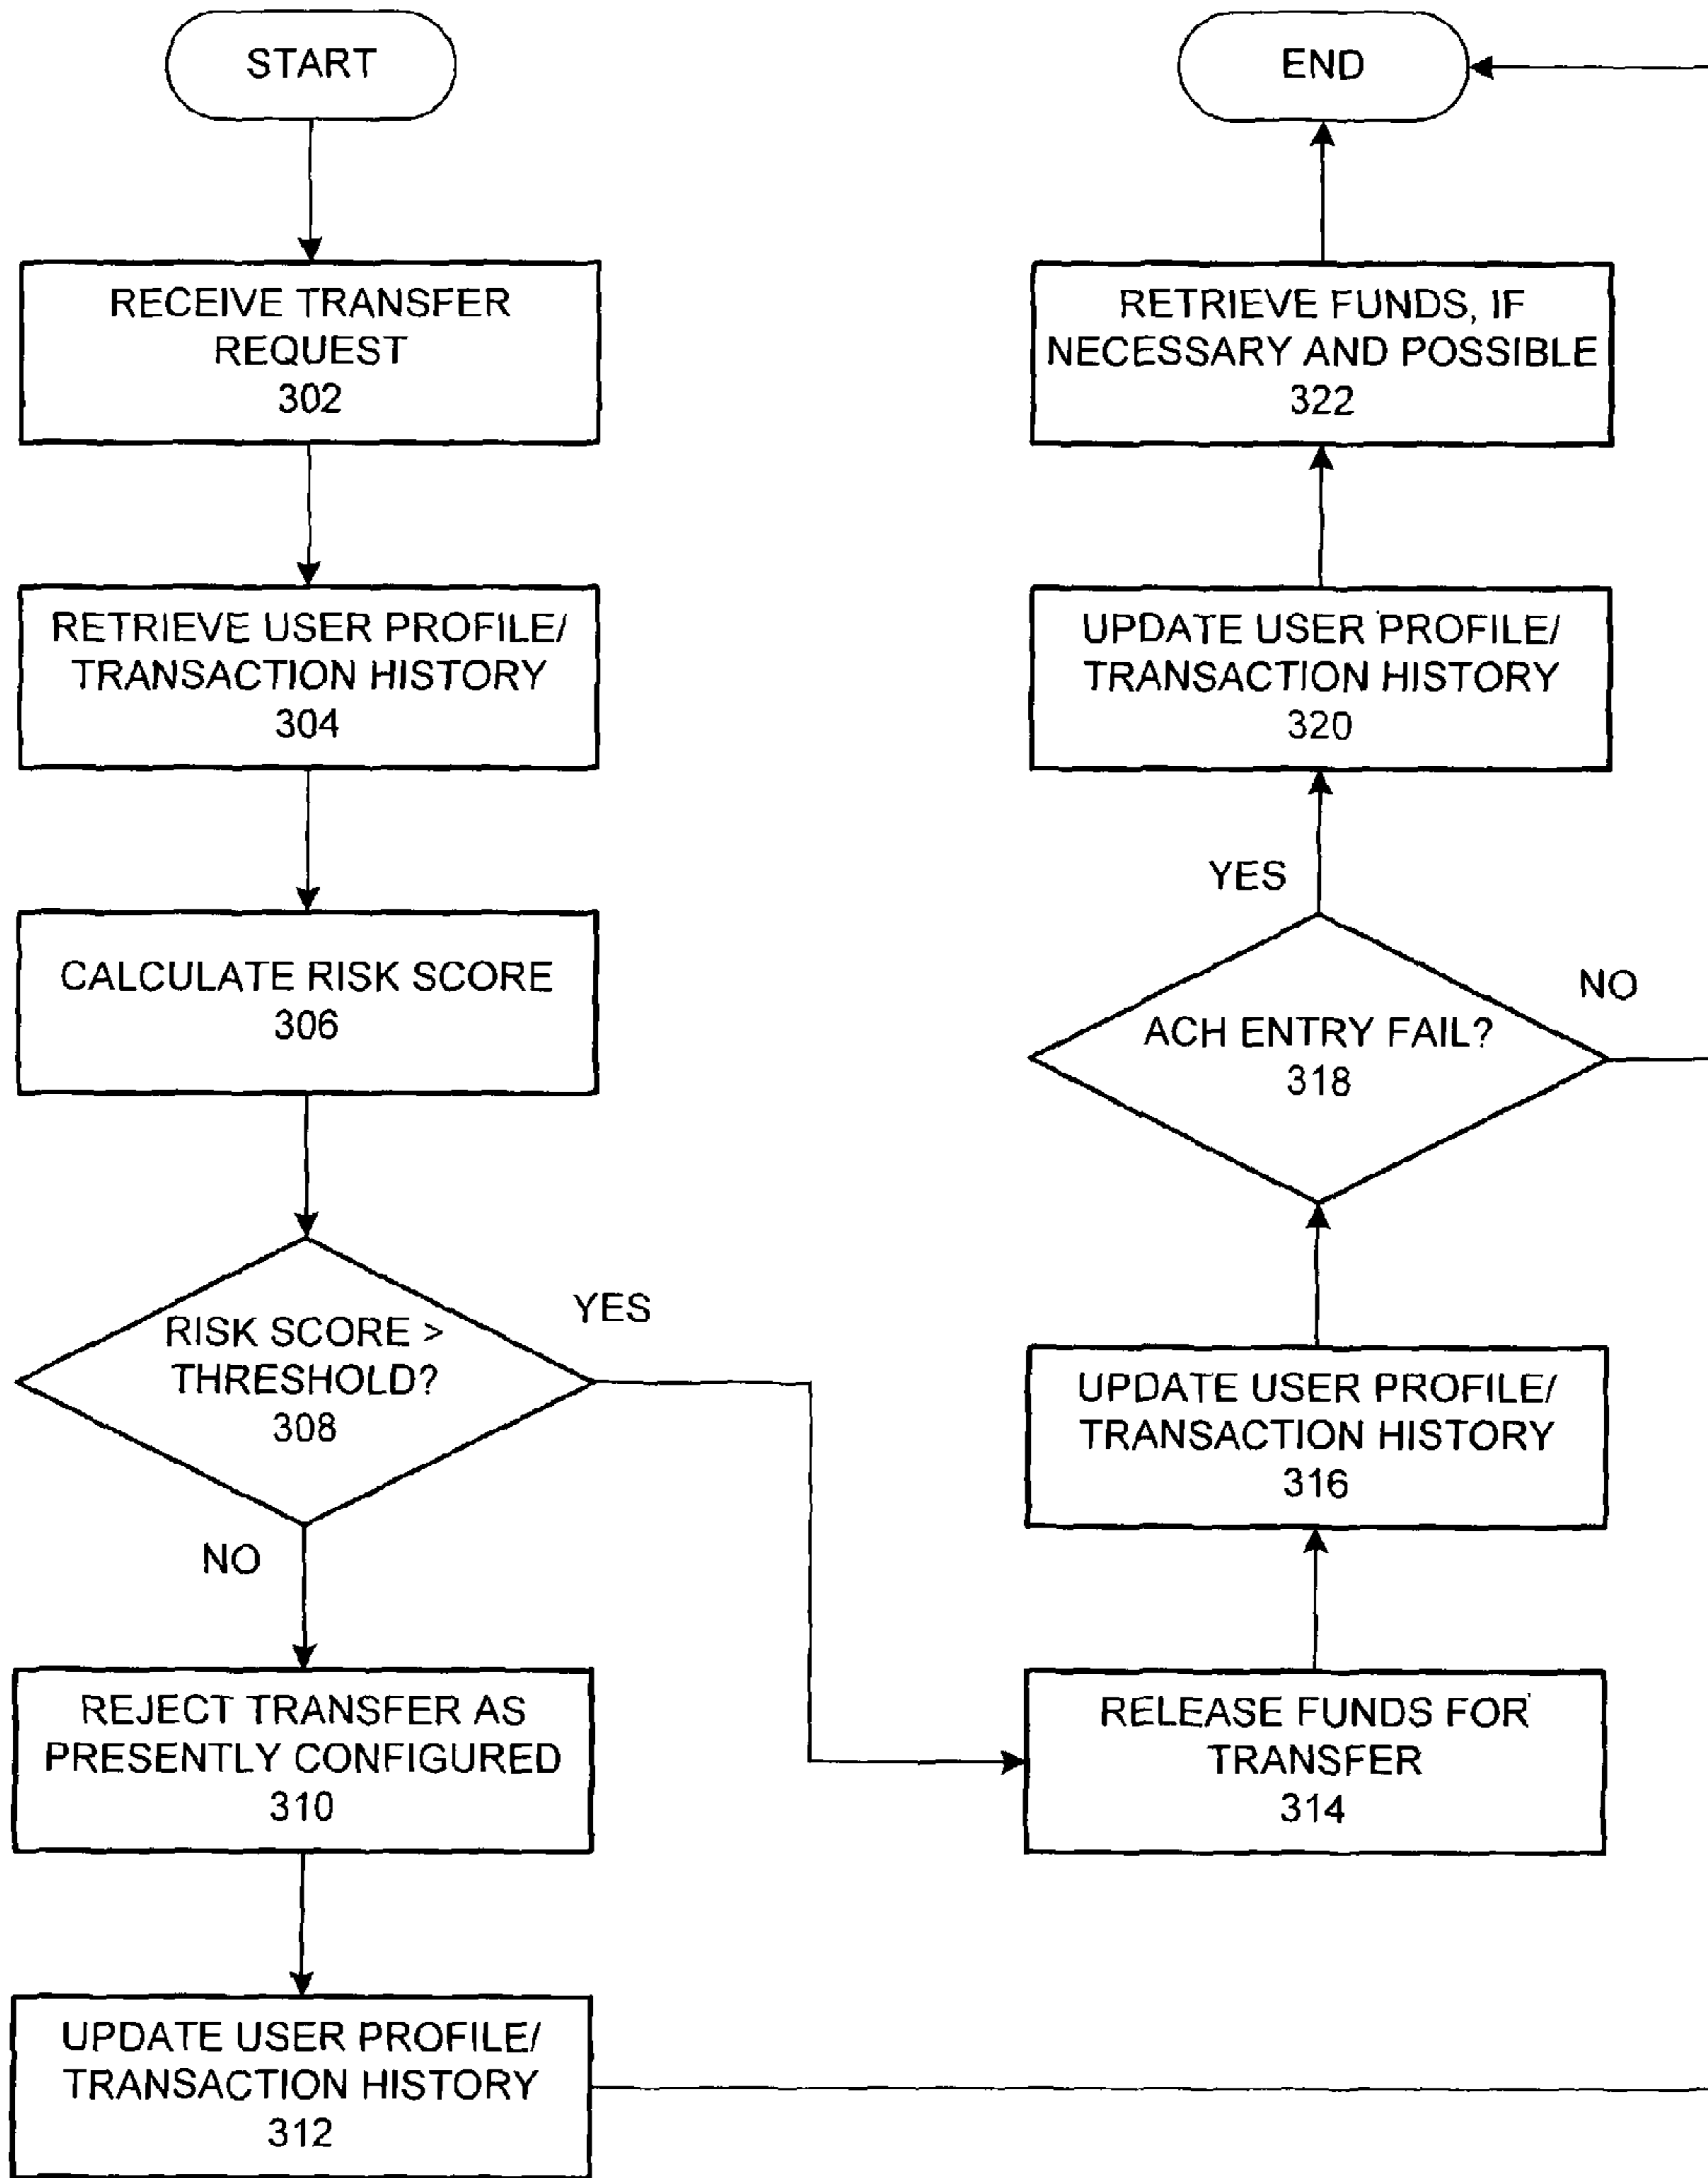 START
RECEIVE TRANSFER
REQUEST
302
RETRIEVE USER PROFILE/
TRANSACTION HISTORY
304
CALCULATE RISK SCORE
306
RISK SCORE >
THRESHOLD?
308
YES
NO
REJECT TRANSFER AS
PRESENTLY CONFIGURED
310
UPDATE USER PROFILE/
TRANSACTION HISTORY
312
END
RETRIEVE FUNDS, IF
NECESSARY AND POSSIBLE
322
UPDATE USER PROFILE/
TRANSACTION HISTORY
320
YES
NO
ACH ENTRY FAIL?
318
UPDATE USER PROFILE/
TRANSACTION HISTORY
316
RELEASE FUNDS FOR
TRANSFER
314